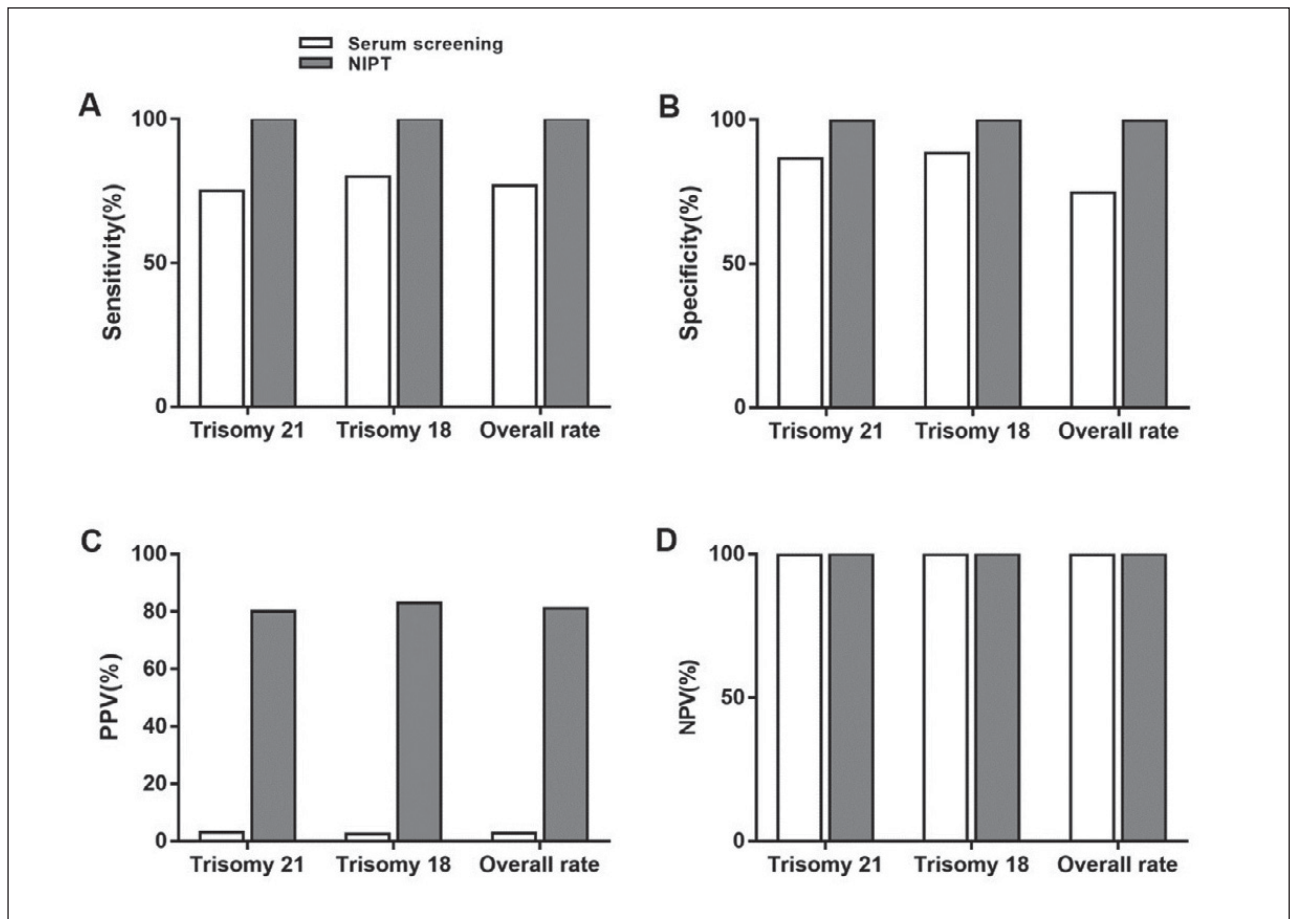 Serum screening
NIPT
A
Sensitivity(%)
100
50
0
Trisomy 21 Trisomy 18 Overall rate
B
Specificity(%)
100
50
0
Trisomy 21 Trisomy 18 Overall rate
C
PPV(%)
100
80
60
40
20
0
Trisomy 21 Trisomy 18 Overall rate
D
NPV(%)
100
50
0
Trisomy 21 Trisomy 18 Overall rate